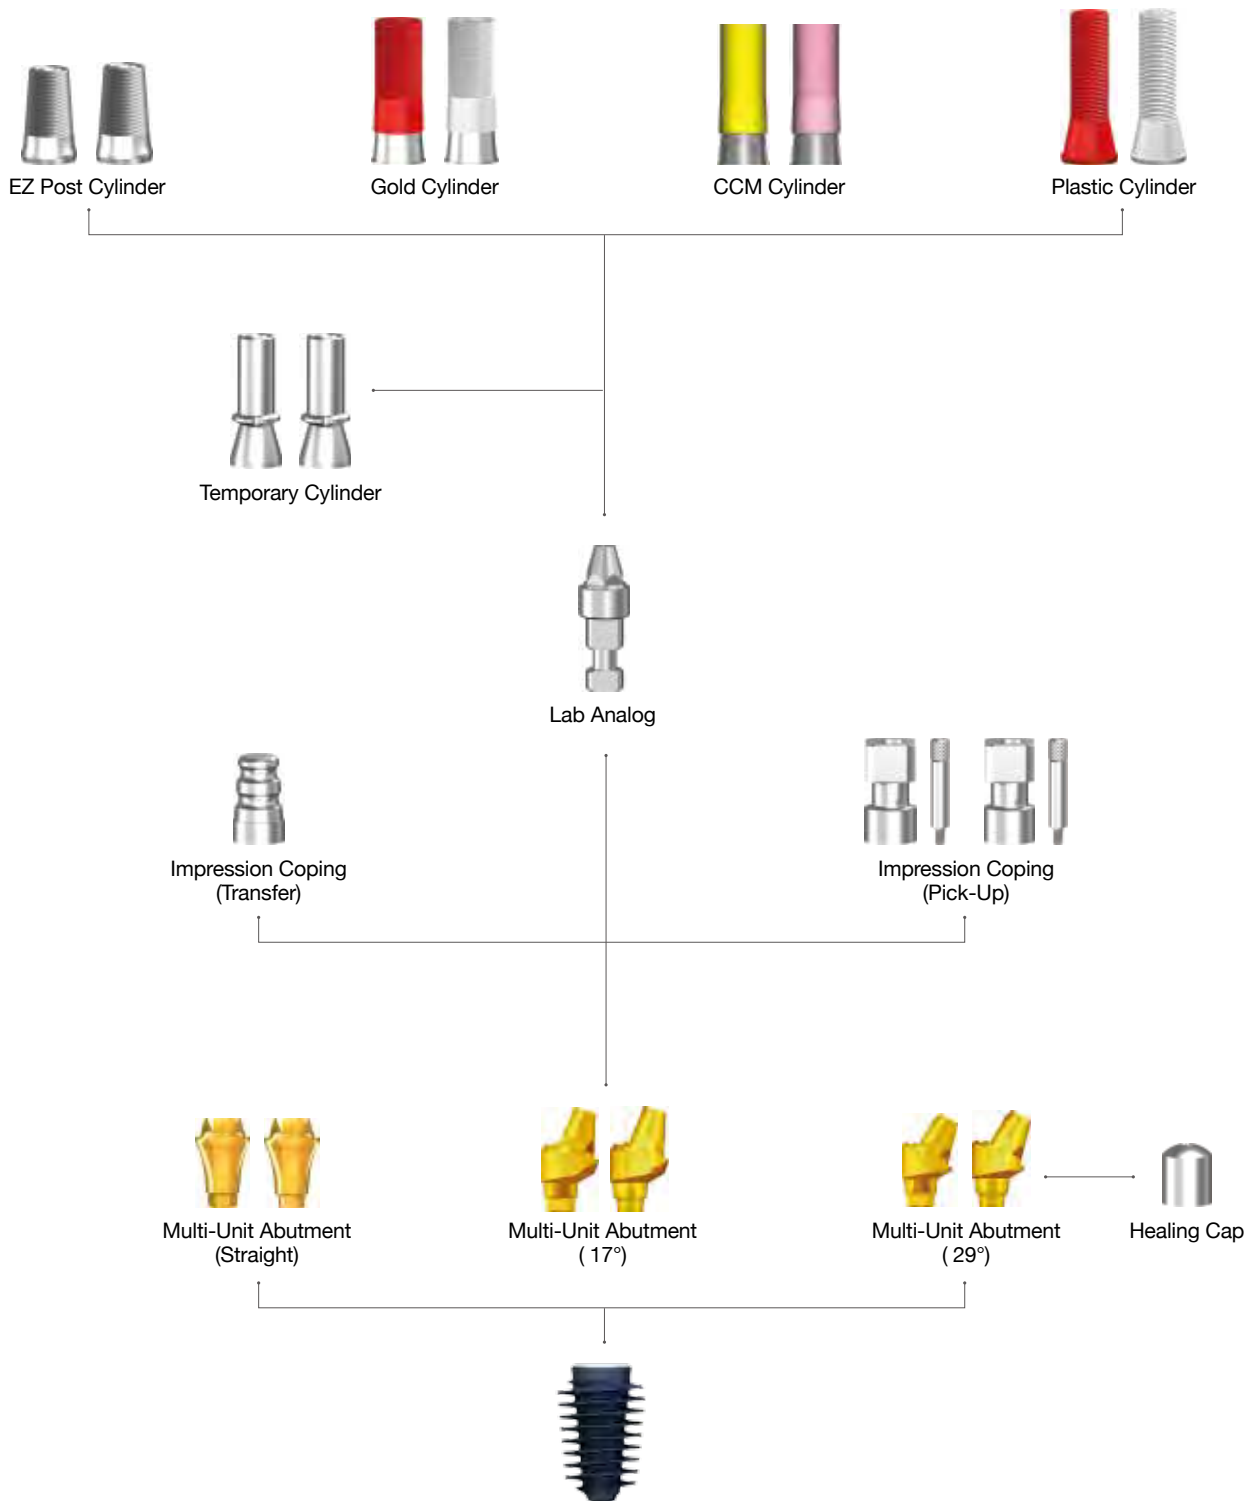 EZ Post Cylinder
Gold Cylinder
CCM Cylinder
Plastic Cylinder
Temporary Cylinder
Lab Analog
Impression Coping
(Transfer)
Impression Coping
(Pick-Up)
Multi-Unit Abutment
(Straight)
Multi-Unit Abutment
( 17°)
Multi-Unit Abutment
( 29°)
Healing Cap